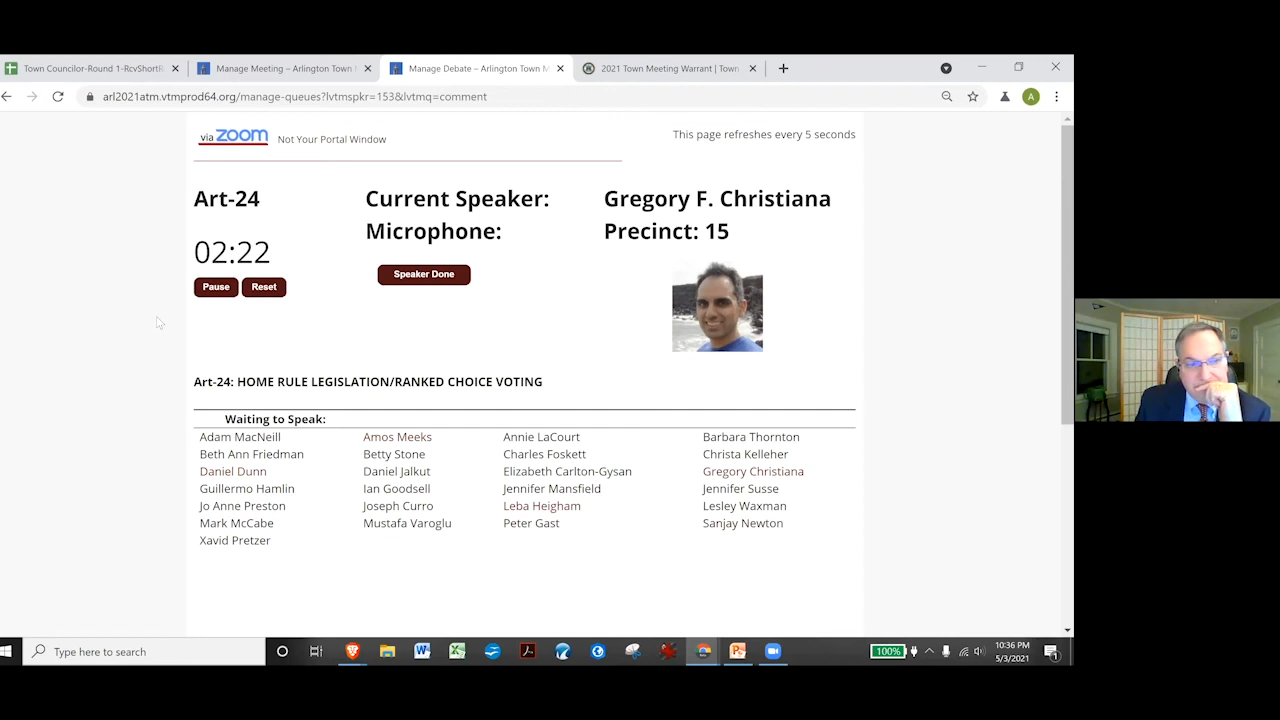 Town Councilor-Round 1-RcvShortR
Manage Meeting – Arlington Town
Manage Debate – Arlington Town M
2021 Town Meeting Warrant | Town
arl2021atm.vtmprod64.org/manage-queues?lvtmspkr=153&lvtmq=comment
A
via zoom Not Your Portal Window
This page refreshes every 5 seconds
Art-24 Current Speaker: Gregory F. Christiana
Microphone: Precinct: 15
02:22
Speaker Done
Pause Reset
Art-24: HOME RULE LEGISLATION/RANKED CHOICE VOTING
Waiting to Speak:
Adam MacNeill Amos Meeks Annie LaCourt Barbara Thornton
Beth Ann Friedman Betty Stone Charles Foskett Christa Kelleher
Daniel Dunn Daniel Jalkut Elizabeth Carlton-Gysan Gregory Christiana
Guillermo Hamlin Ian Goodsell Jennifer Mansfield Jennifer Susse
Jo Anne Preston Joseph Curro Leba Heigham Lesley Waxman
Mark McCabe Mustafa Varoglu Peter Gast Sanjay Newton
Xavid Pretzer
Type here to search
100%
10:36 PM
5/3/2021
1